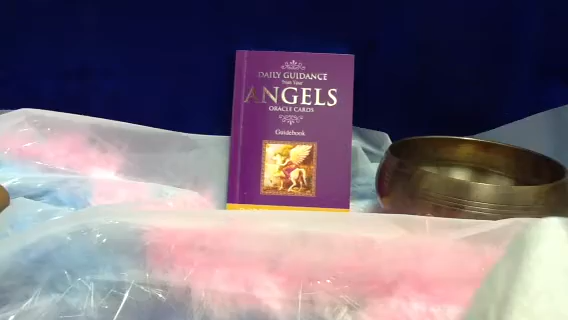 DAILY GUIDANCE
from Your
ANGELS
ORACLE CARDS
Guidebook